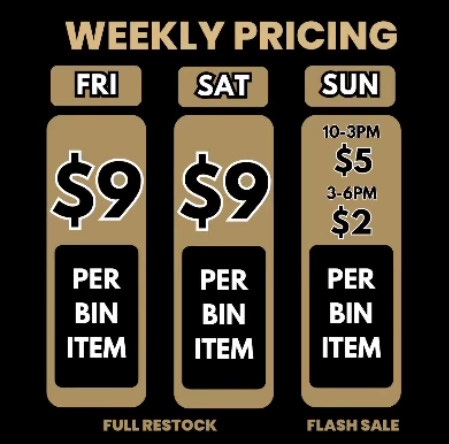 WEEKLY PRICING
FRI
SAT
SUN
$9
PER
BIN
ITEM
$9
PER
BIN
ITEM
10-3PM
$5
3-6PM
$2
PER
BIN
ITEM
FULL RESTOCK
FLASH SALE